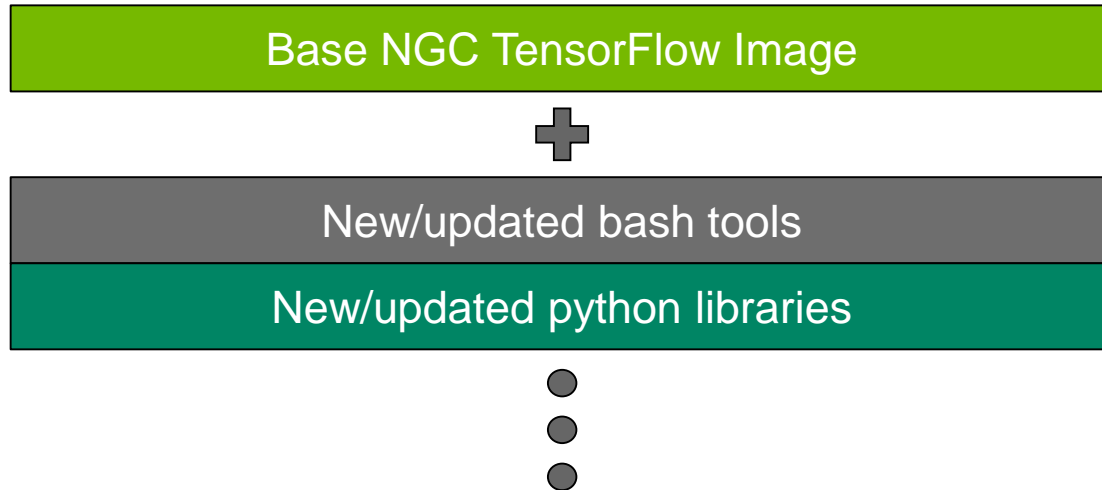 Base NGC TensorFlow Image
New/updated bash tools
New/updated python libraries